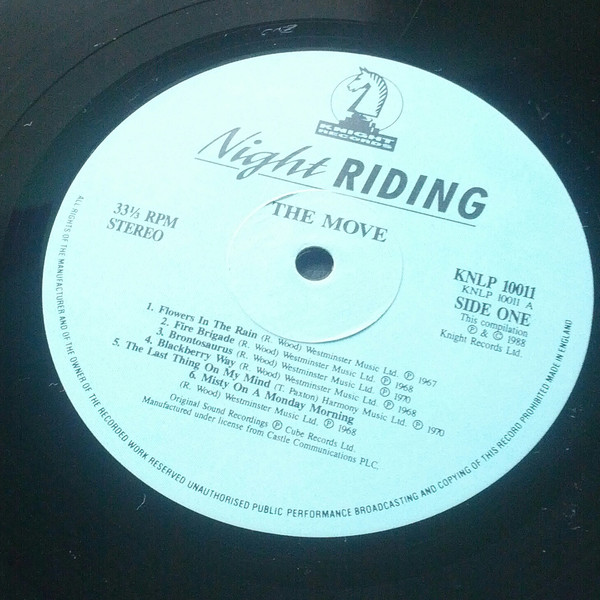 KNIGHT
RECORDS
Night RIDING
THE MOVE
33⅓ RPM
STEREO
KNLP 10011
KNLP 10011 A
SIDE ONE
This compilation
Ⓟ & © 1988
Knight Records Ltd.
1. Flowers In The Rain (R. Wood) Westminster Music Ltd. Ⓟ 1967
2. Fire Brigade (R. Wood) Westminster Music Ltd. Ⓟ 1968
3. Brontosaurus (R. Wood) Westminster Music Ltd. Ⓟ 1970
4. Blackberry Way (R. Wood) Westminster Music Ltd. Ⓟ 1968
5. The Last Thing On My Mind (T. Paxton) Harmony Music Ltd. Ⓟ 1970
6. Misty On A Monday Morning
(R. Wood) Westminster Music Ltd. Ⓟ 1968
Original Sound Recordings Ⓟ Cube Records Ltd.
Manufactured under license from Castle Communications PLC.
ALL RIGHTS OF THE MANUFACTURER AND OF THE OWNER OF THE RECORDED WORK RESERVED UNAUTHORISED PUBLIC PERFORMANCE BROADCASTING AND COPYING OF THIS RECORD PROHIBITED MADE IN ENGLAND